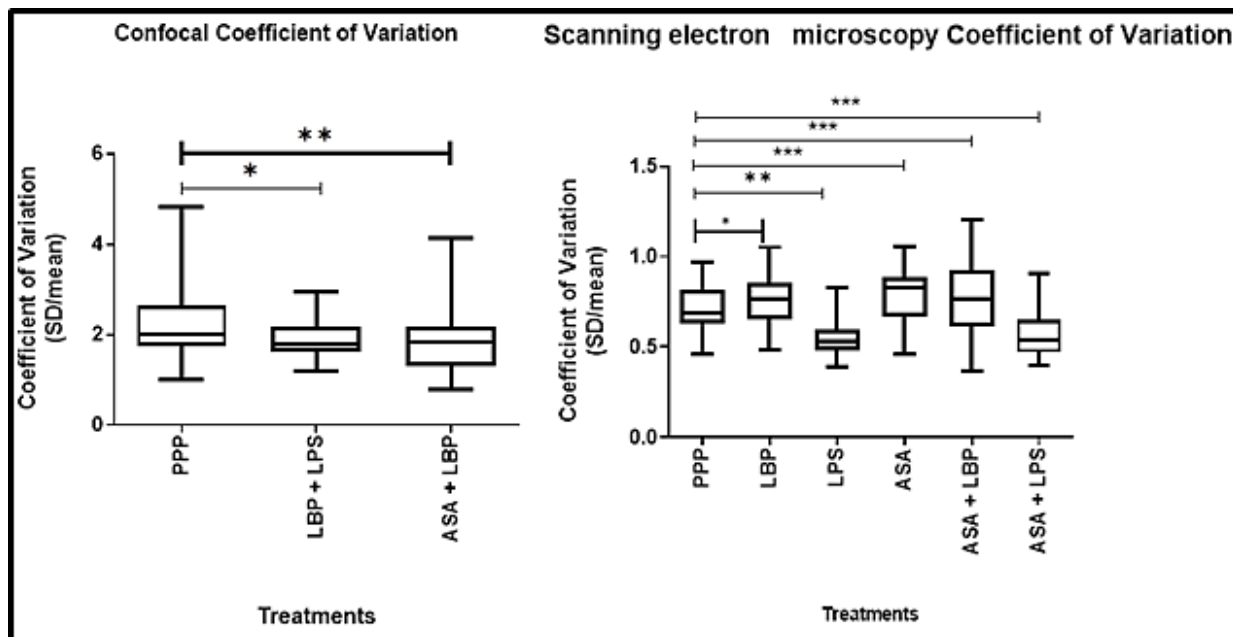 Confocal Coefficient of Variation
Coefficient of Variation
(SD/mean)
6
4
2
0
**
*
PPP
LBP + LPS
ASA + LBP
Treatments
Scanning electron microscopy Coefficient of Variation
Coefficient of Variation
(SD/mean)
1.5
1.0
0.5
0.0
***
***
***
**
*
PPP
LBP
LPS
ASA
ASA + LBP
ASA + LPS
Treatments